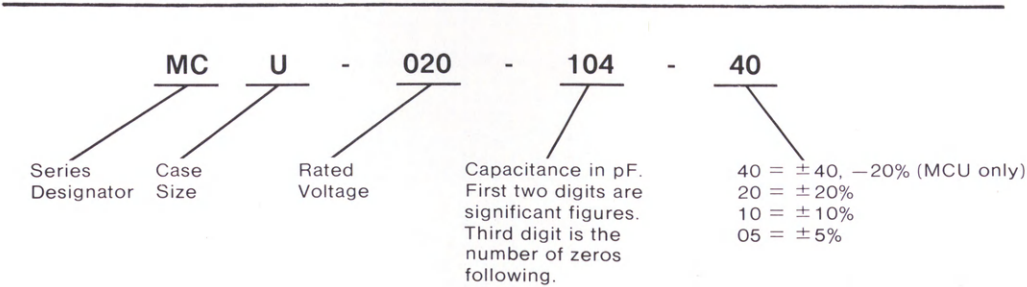 MC U - 020 - 104 - 40
Series Designator
Case Size
Rated Voltage
Capacitance in pF.
First two digits are
significant figures.
Third digit is the
number of zeros
following.
40 = ±40, −20% (MCU only)
20 = ±20%
10 = ±10%
05 = ±5%